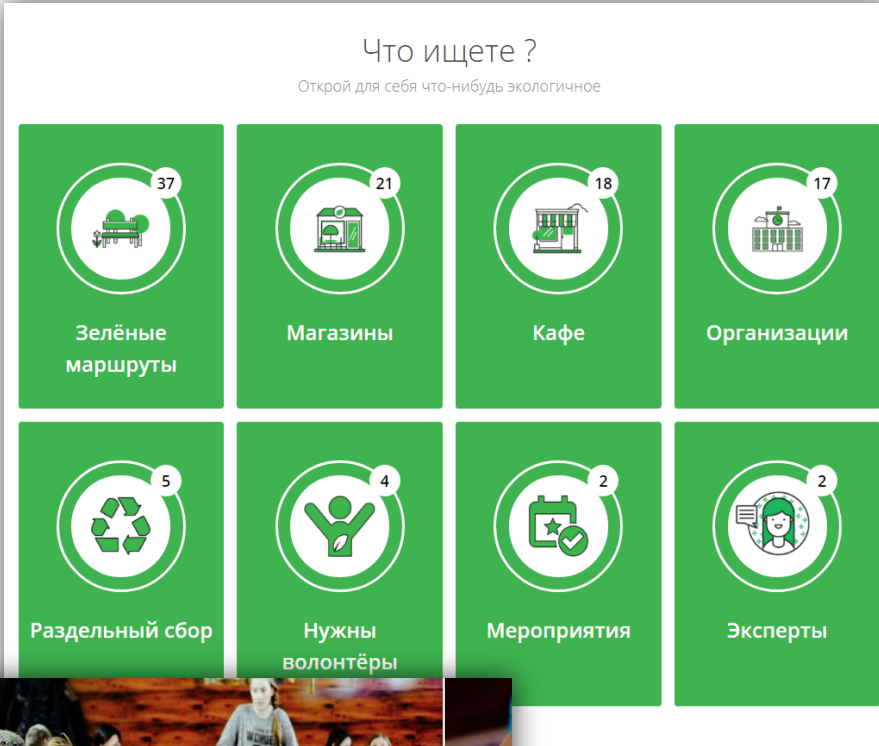 Что ищете ?
Открой для себя что-нибудь экологичное
37
21
18
17
Зелёные
маршруты
Магазины
Кафе
Организации
5
4
2
2
Раздельный сбор
Нужны
волонтёры
Мероприятия
Эксперты